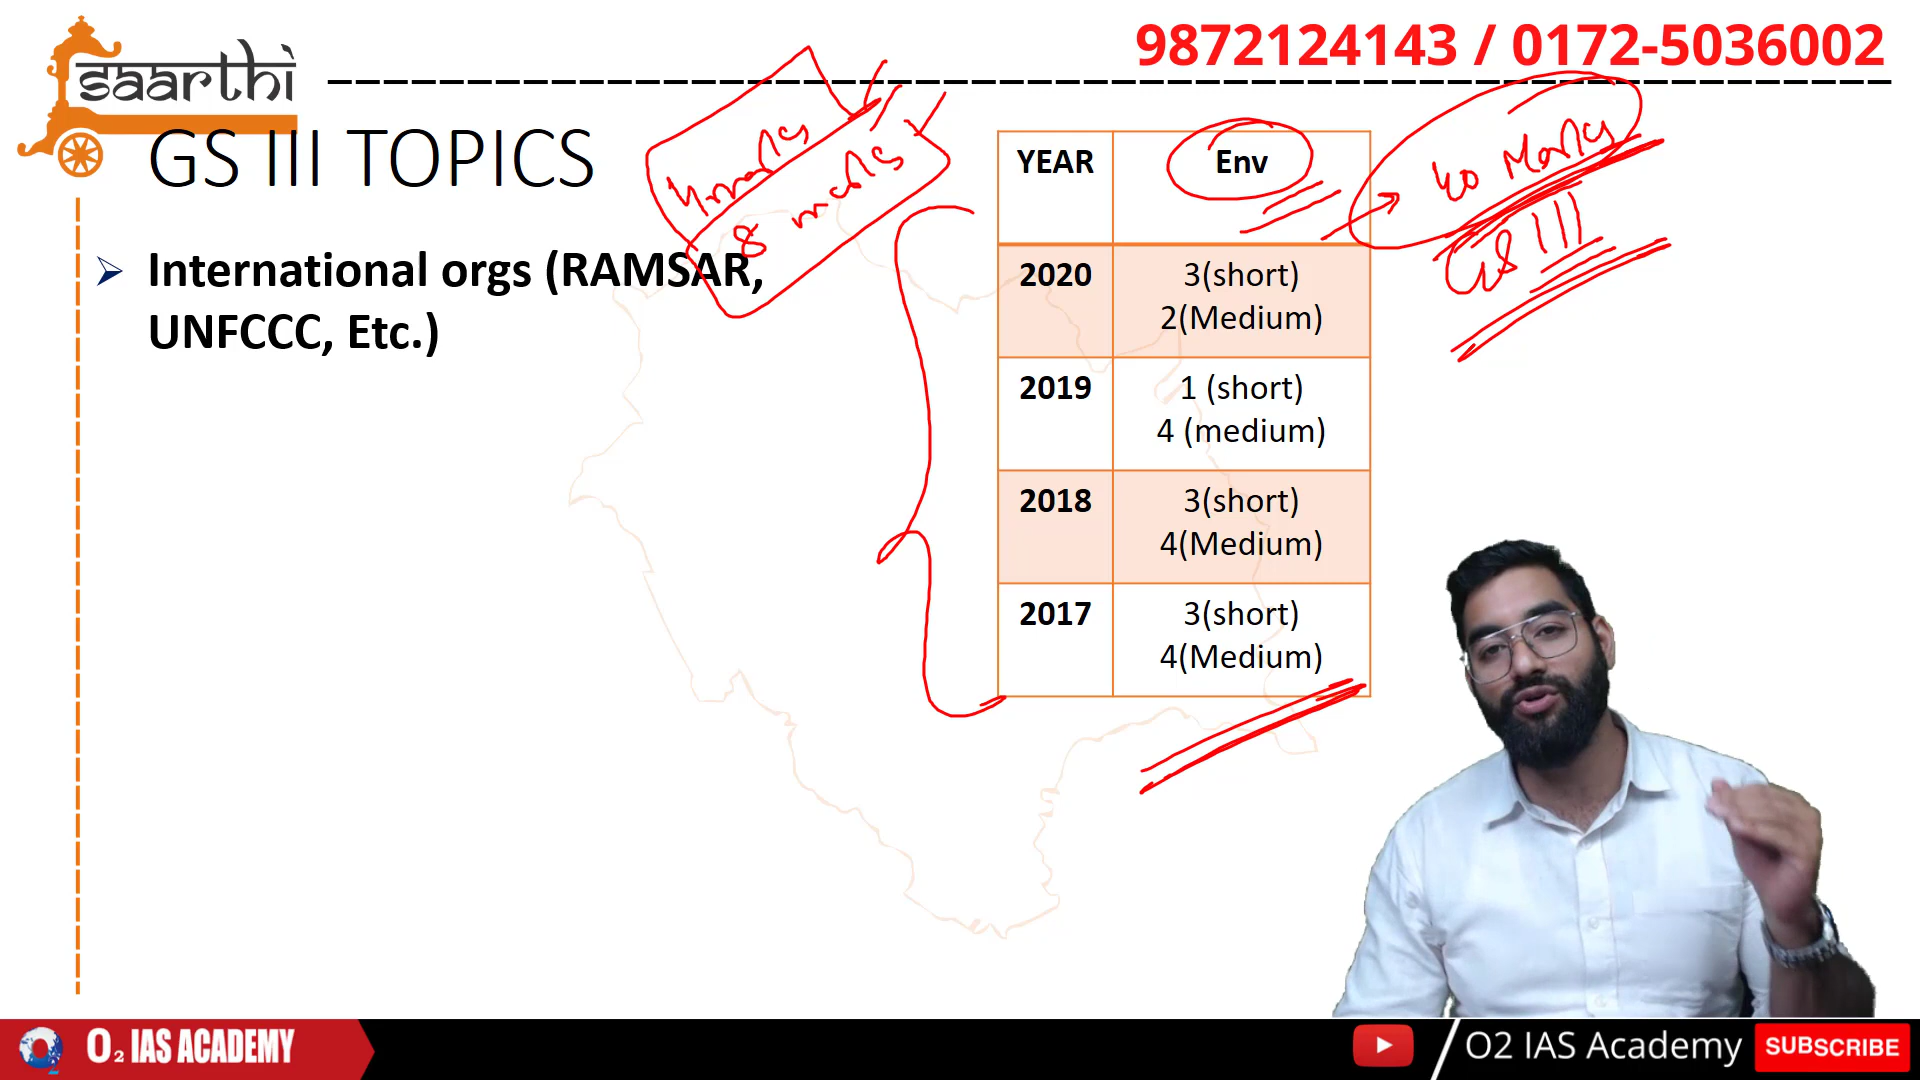 saarthi
9872124143 / 0172-5036002
GS III TOPICS
4 marks
8 marks
➢ International orgs (RAMSAR,
UNFCCC, Etc.)
YEAR Env
2020 3(short)
2(Medium)
2019 1 (short)
4 (medium)
2018 3(short)
4(Medium)
2017 3(short)
4(Medium)
40 Marks
GS III
O2 IAS ACADEMY
O2 IAS Academy
SUBSCRIBE